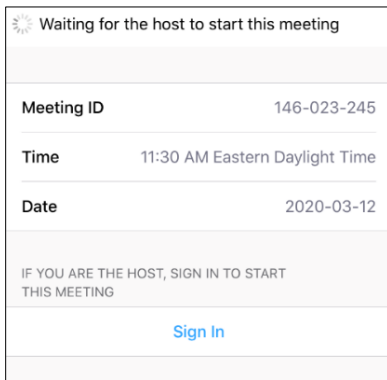 Waiting for the host to start this meeting
Meeting ID 146-023-245
Time 11:30 AM Eastern Daylight Time
Date 2020-03-12
IF YOU ARE THE HOST, SIGN IN TO START
THIS MEETING
Sign In